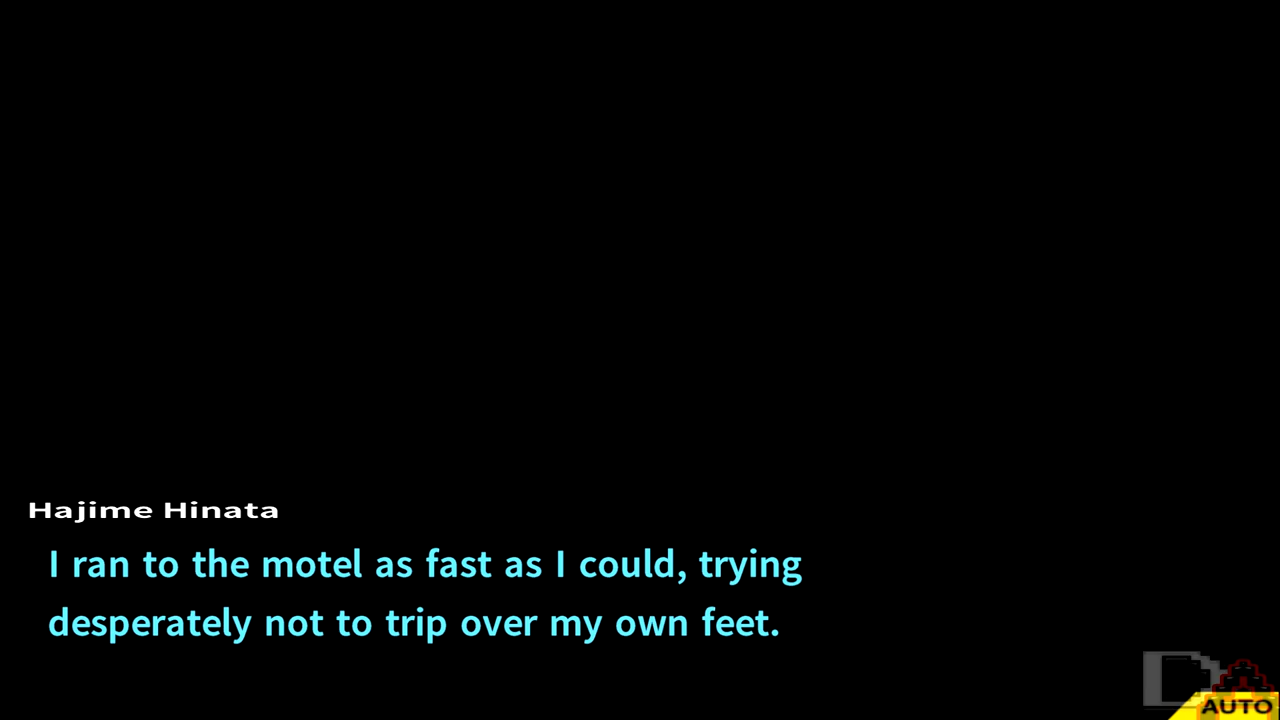 Hajime Hinata
I ran to the motel as fast as I could, trying
desperately not to trip over my own feet.
AUTO